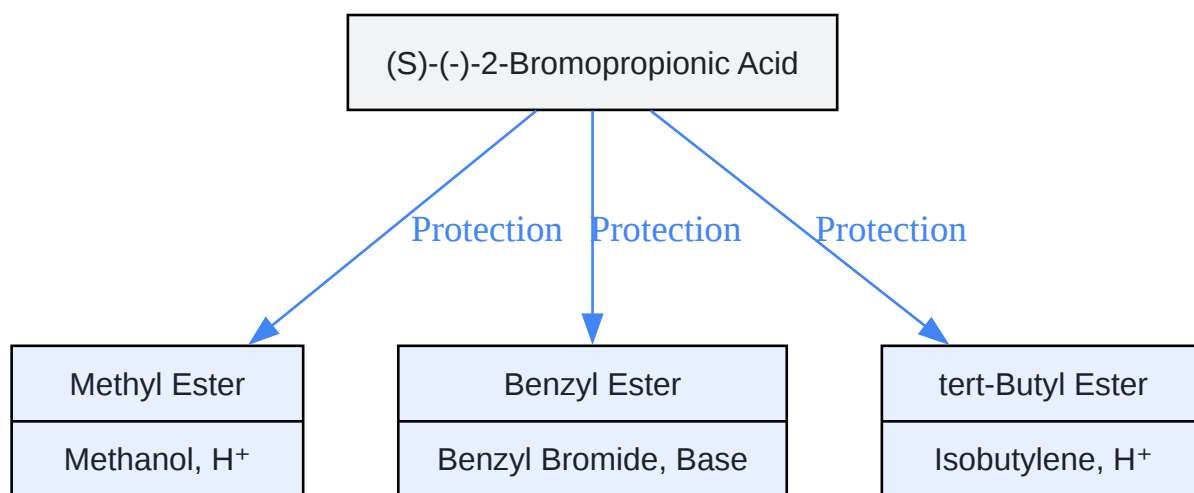 (S)-(-)-2-Bromopropionic Acid
Protection
Protection
Protection
Methyl Ester
Benzyl Ester
tert-Butyl Ester
Methanol, H⁺
Benzyl Bromide, Base
Isobutylene, H⁺